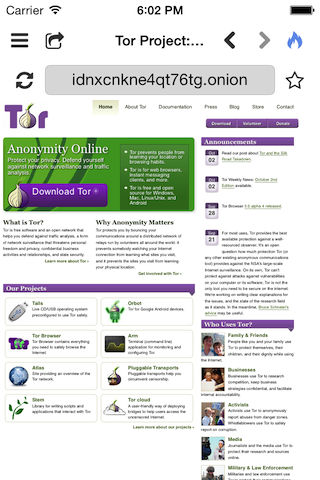 Carrier 6:02 PM
Tor Project:...
idnxcnkne4qt76tg.onion
Tor
Home About Tor Documentation Press Blog Store Contact
Download Volunteer Donate
Anonymity Online
Protect your privacy. Defend yourself
against network surveillance and traffic
analysis.
Download Tor
Tor prevents people from
learning your location or
browsing habits.
Tor is for web browsers, instant
messaging clients, and more.
Tor is free and open source for
Windows, Mac, Linux/Unix, and
Android
What is Tor?
Tor is free software and an open network that
helps you defend against traffic analysis, a form
of network surveillance that threatens personal
freedom and privacy, confidential business
activities and relationships, and state security.
Learn more about Tor »
Why Anonymity Matters
Tor protects you by bouncing your
communications around a distributed network of
relays run by volunteers all around the world: it
prevents somebody watching your Internet
connection from learning what sites you visit,
and it prevents the sites you visit from learning
your physical location.
Get involved with Tor »
Our Projects
Tails
Live CD/USB operating system
preconfigured to use Tor safely.
Orbot
Tor for Google Android devices
Tor Browser
Tor Browser contains everything
you need to safely browse the
Internet.
Arm
Terminal (command line)
application for monitoring and
configuring Tor.
Atlas
Site providing an overview of the
Tor network.
Pluggable Transports
Pluggable transports help you
circumvent censorship.
Stem
Library for writing scripts and
applications that interact with Tor
Tor cloud
A user-friendly way of deploying
bridges to help users access the
uncensored Internet.
Learn more about our projects »
Announcements
Oct
02
Read our post about Tor and the Silk
Road Takedown
Oct
02
Tor Weekly News: October 2nd
Edition available.
Sep
28
released.
Sep
21
For most uses, Tor provides the best
available protection against a well-
resourced observer. It's an open
question how much protection Tor (or
any other existing anonymous communications
tool) provides against the NSA's large-scale
Internet surveillance. On its own, Tor can't
protect against attacks against vulnerabilities
on your computer or its software; Tor is not the
only tool you need to be secure on the internet.
We're working on writing clear explanations for
the issues, and the state of the research field
as it stands. In the meantime, Bruce Schneier's
advice may be useful.
Who Uses Tor?
Family & Friends
People like you and your family use
Tor to protect themselves, their
children, and their dignity while using
the Internet.
Businesses
Businesses use Tor to research
competition, keep business
strategies confidential, and facilitate
internal accountability.
Activists
Activists use Tor to anonymously
report abuses from danger zones.
Whistleblowers use Tor to safely
report on corruption.
Media
Journalists and the media use Tor to
protect their research and sources
online.
Military & Law Enforcement
Militaries and law enforcement use